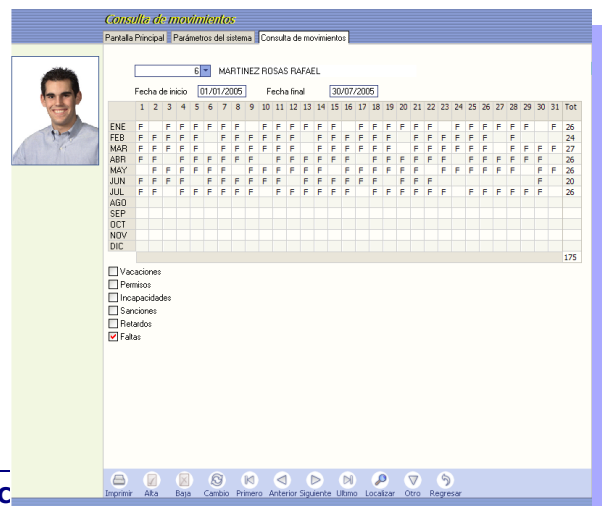 Consulta de movimientos
Pantalla Principal Parámetros del sistema Consulta de movimientos
6 MARTINEZ ROSAS RAFAEL
Fecha de inicio 01/01/2005 Fecha final 30/07/2005
1 2 3 4 5 6 7 8 9 10 11 12 13 14 15 16 17 18 19 20 21 22 23 24 25 26 27 28 29 30 31 Tot
ENE F F F F F F F F F F F F F F F F F F F F F F F F F F 26
FEB F F F F F F F F F F F F F F F F F F F F F F F F 24
MAR F F F F F F F F F F F F F F F F F F F F F F F F F F F 27
ABR F F F F F F F F F F F F F F F F F F F F F F F F F F 26
MAY F F F F F F F F F F F F F F F F F F F F F F F F F F 26
JUN F F F F F F F F F F F F F F F F F F F F 20
JUL F F F F F F F F F F F F F F F F F F F F F F F F F F 26
AGO
SEP
OCT
NOV
DIC
175
Vacaciones
Permisos
Incapacidades
Sanciones
Retardos
Faltas
Imprimir Alta Baja Cambio Primero Anterior Siguiente Ultimo Localizar Otro Regresar